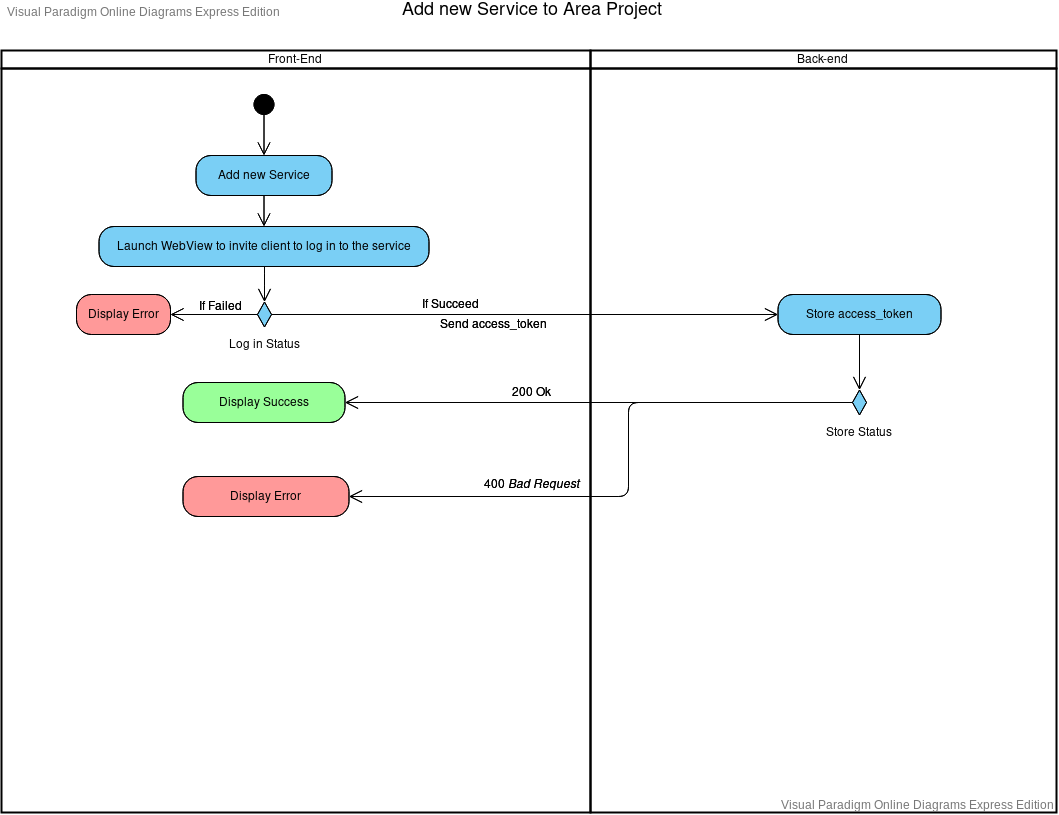 Visual Paradigm Online Diagrams Express Edition
Add new Service to Area Project
Front-End
Back-end
Add new Service
Launch WebView to invite client to log in to the service
If Failed
If Succeed
Display Error
Store access_token
Send access_token
Log in Status
200 Ok
Display Success
Store Status
400 Bad Request
Display Error
Visual Paradigm Online Diagrams Express Edition